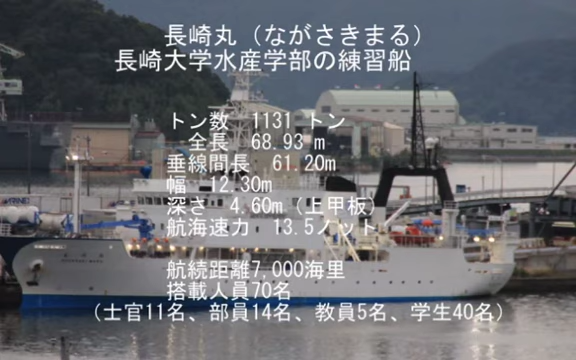 長崎丸（ながさきまる）
長崎大学水産学部の練習船
トン数　1131 トン
全長　68.93 m
垂線間長　61.20m
幅　12.30m
深さ　4.60m（上甲板）
航海速力　13.5ノット
航続距離7,000海里
搭載人員70名
（士官11名、部員14名、教員5名、学生40名）